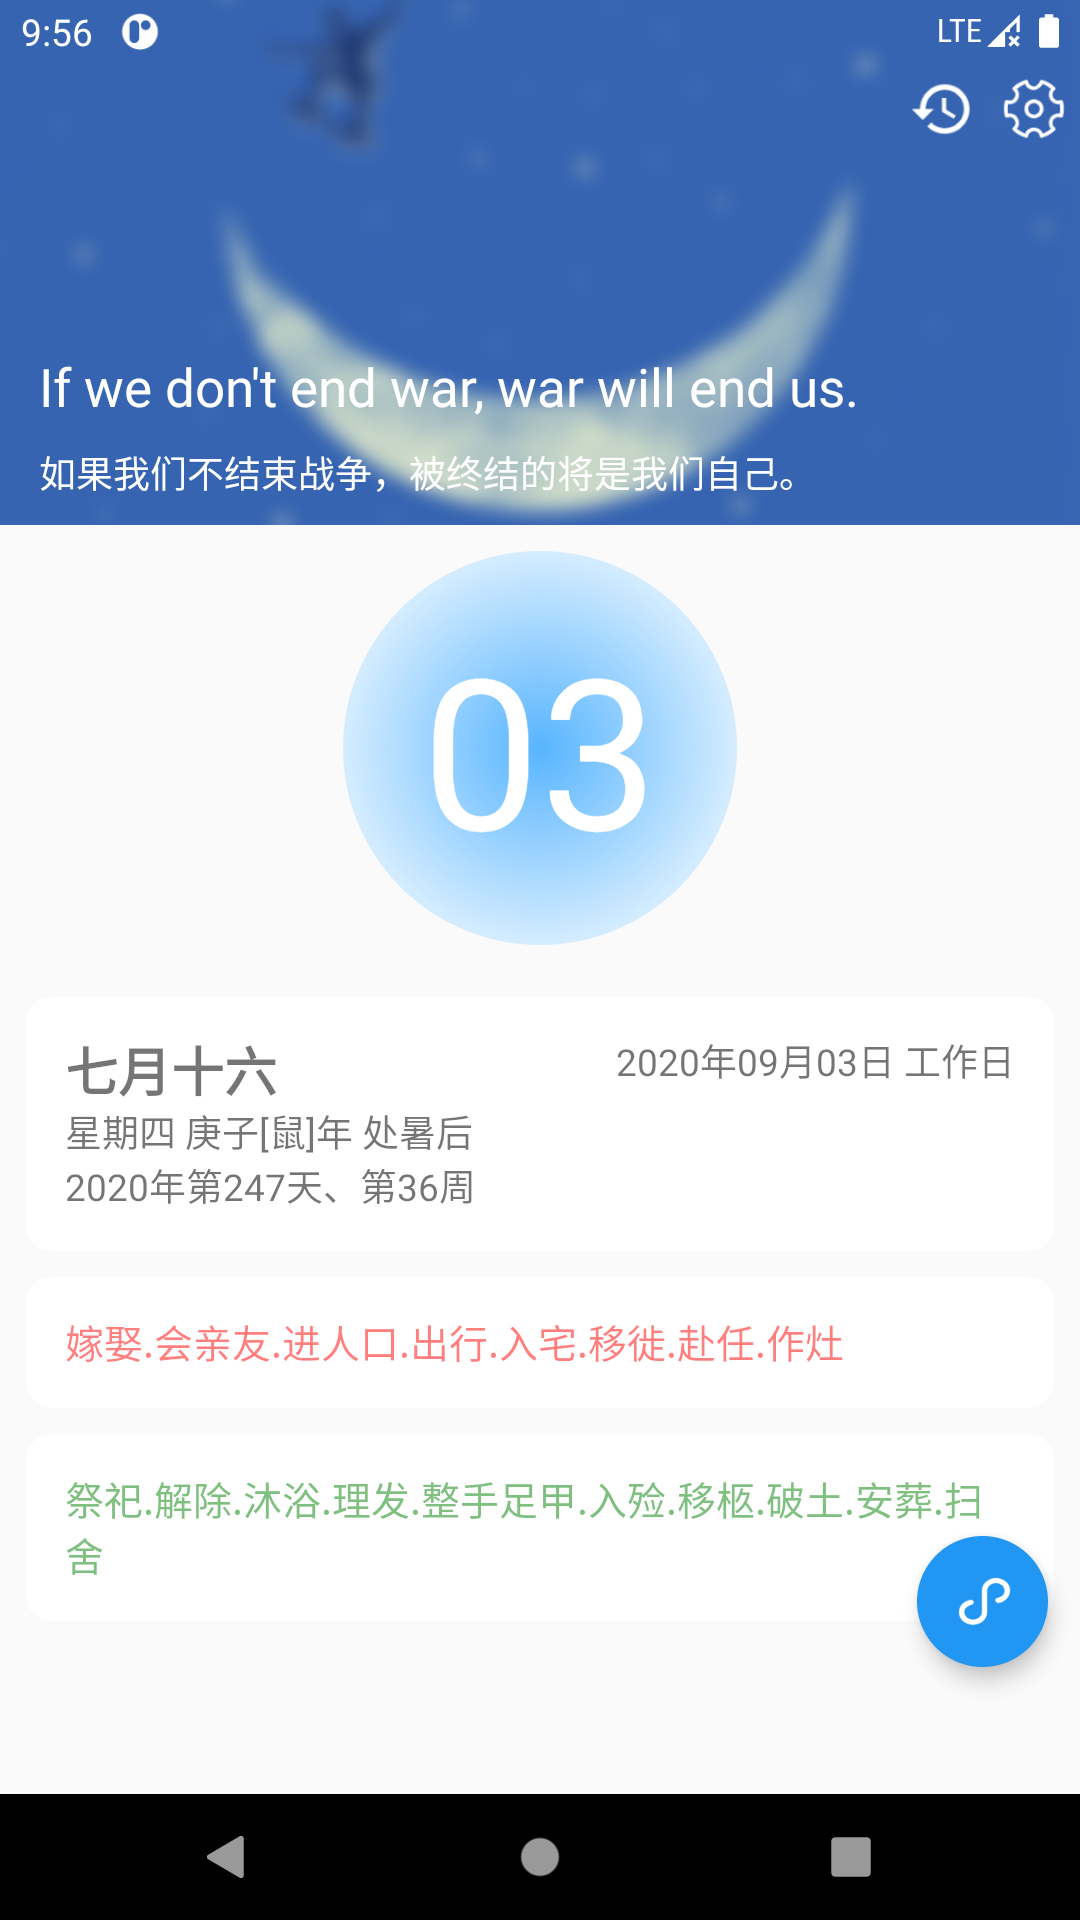 9:56
LTE
If we don't end war, war will end us.
如果我们不结束战争，被终结的将是我们自己。
03
七月十六
2020年09月03日 工作日
星期四 庚子[鼠]年 处暑后
2020年第247天、第36周
嫁娶.会亲友.进人口.出行.入宅.移徙.赴任.作灶
祭祀.解除.沐浴.理发.整手足甲.入殓.移柩.破土.安葬.扫
舍